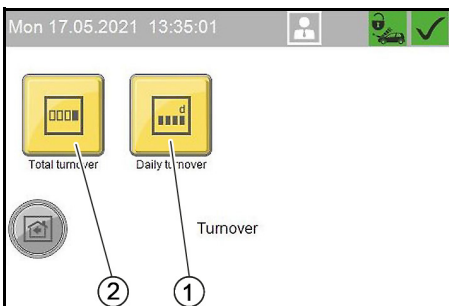 Mon 17.05.2021 13:35:01
d
Total turnover Daily turnover
Turnover
2 1